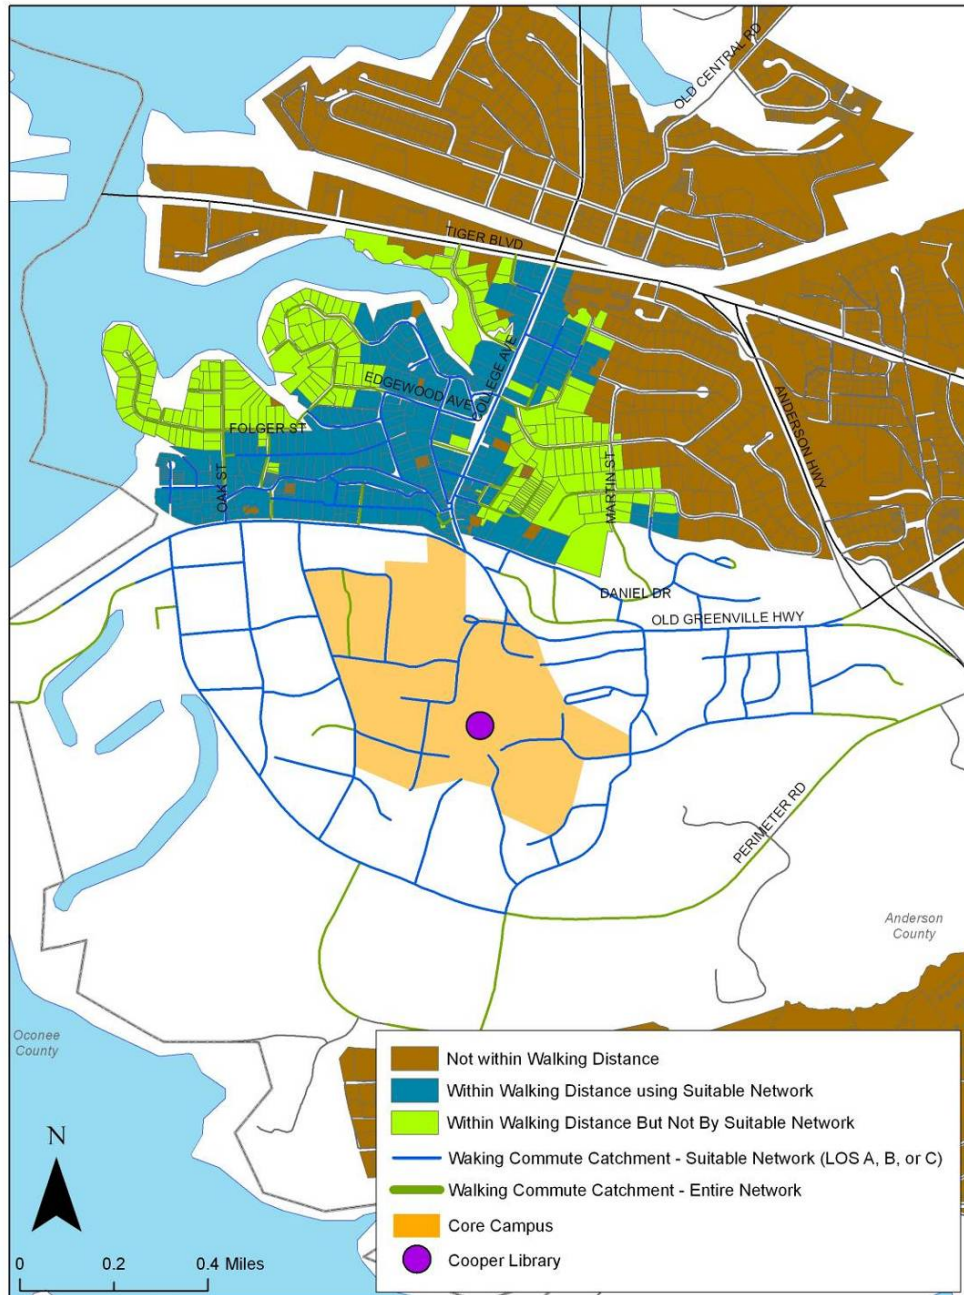 OLD CENTRAL RD
TIGER BLVD
COLLEGE AVE
EDGEWOOD AVE
ANDERSON HWY
FOLGER ST
OAK ST
MARTIN ST
DANIEL DR
OLD GREENVILLE HWY
PERIMETER RD
Anderson
County
Oconee
County
Not within Walking Distance
Within Walking Distance using Suitable Network
Within Walking Distance But Not By Suitable Network
Waking Commute Catchment - Suitable Network (LOS A, B, or C)
Walking Commute Catchment - Entire Network
Core Campus
Cooper Library
N
0 0.2 0.4 Miles